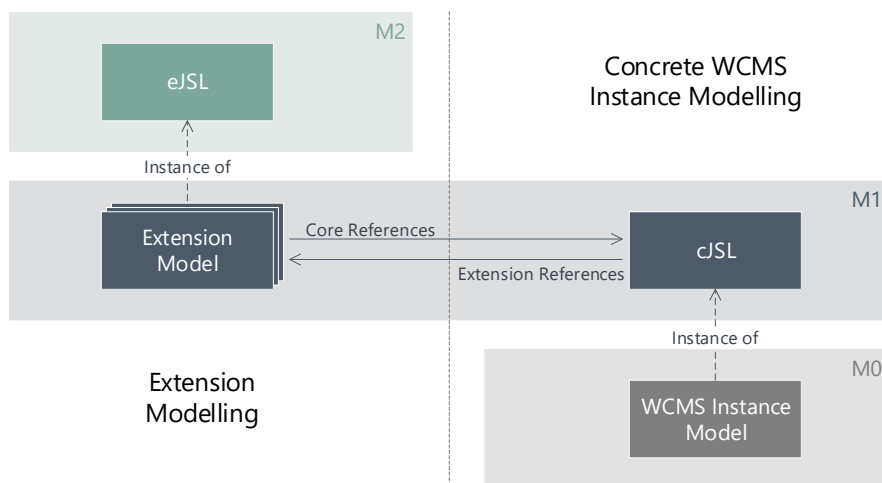 M2
eJSL
Concrete WCMS
Instance Modelling
Instance of
M1
Extension
Model
Core References
Extension References
cJSL
Instance of
M0
Extension
Modelling
WCMS Instance
Model